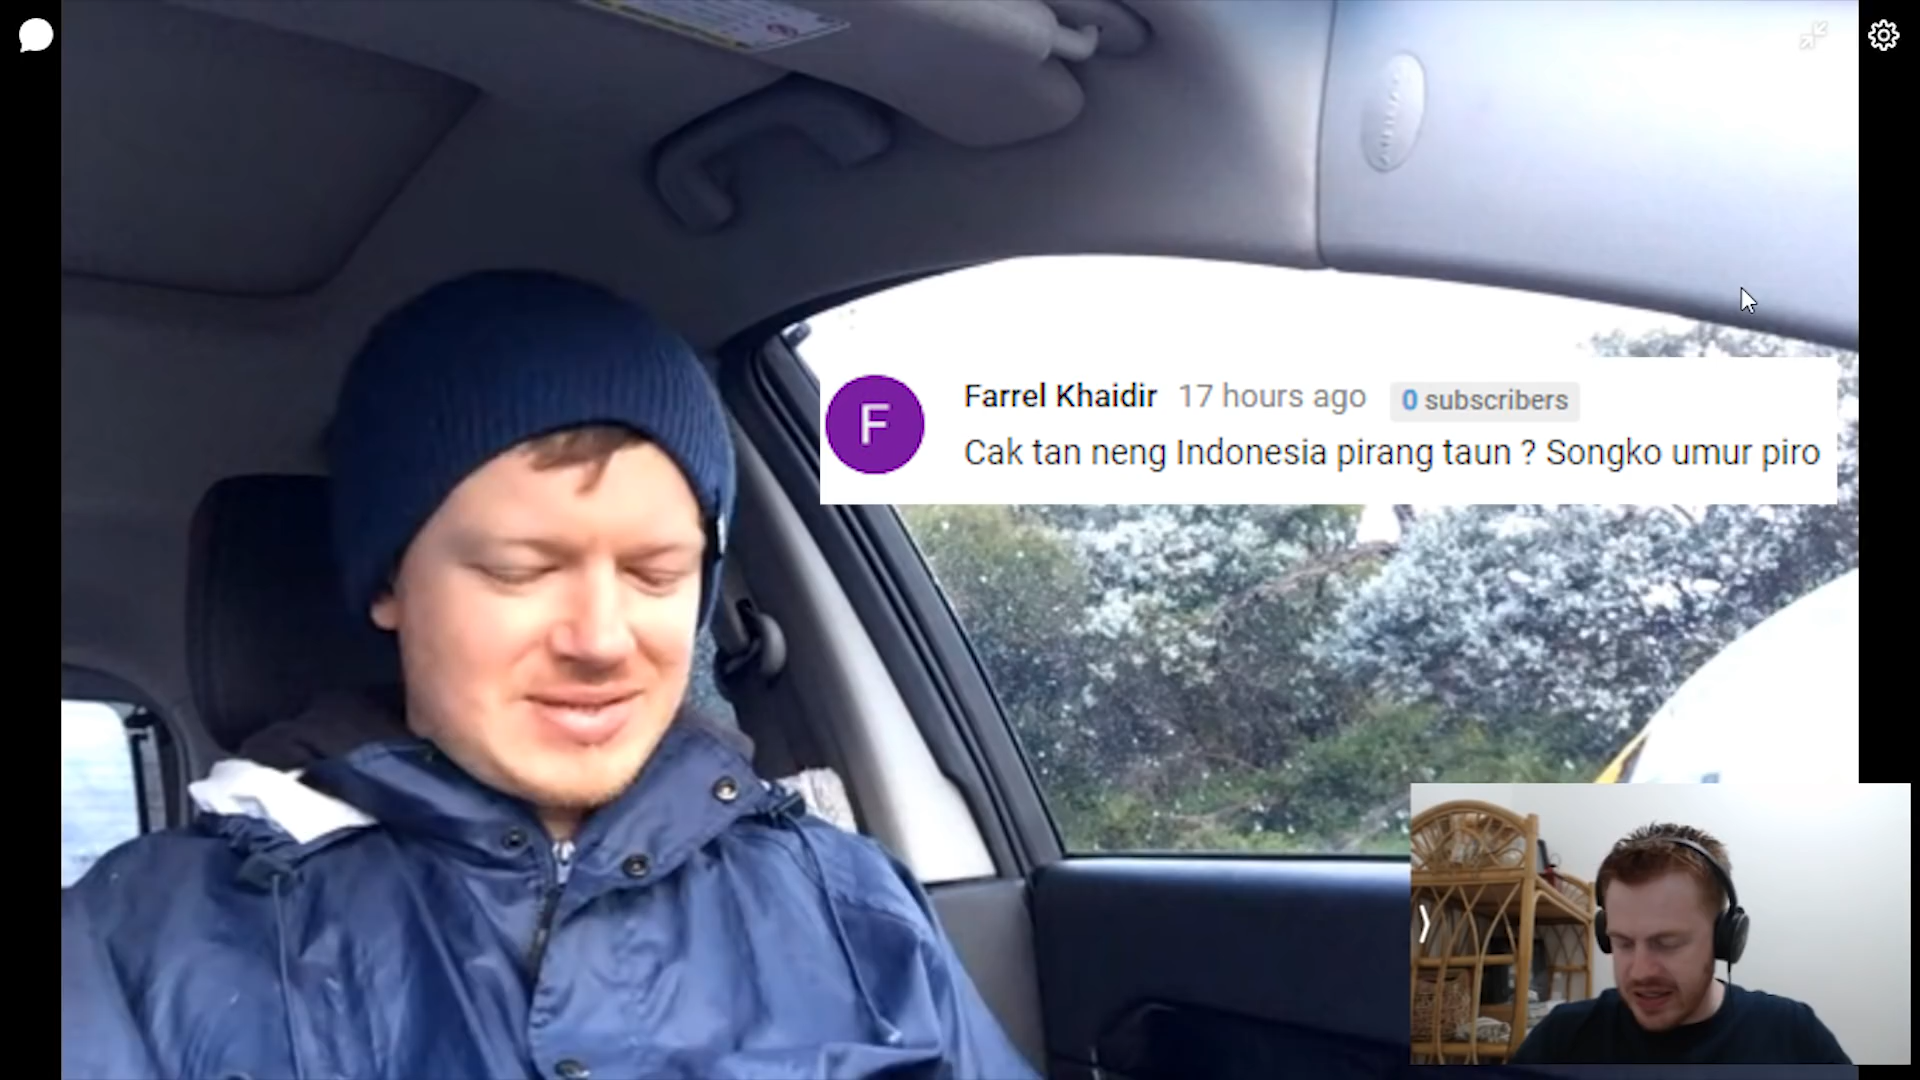 Farrel Khaidir 17 hours ago 0 subscribers
F
Cak tan neng Indonesia pirang taun ? Songko umur piro